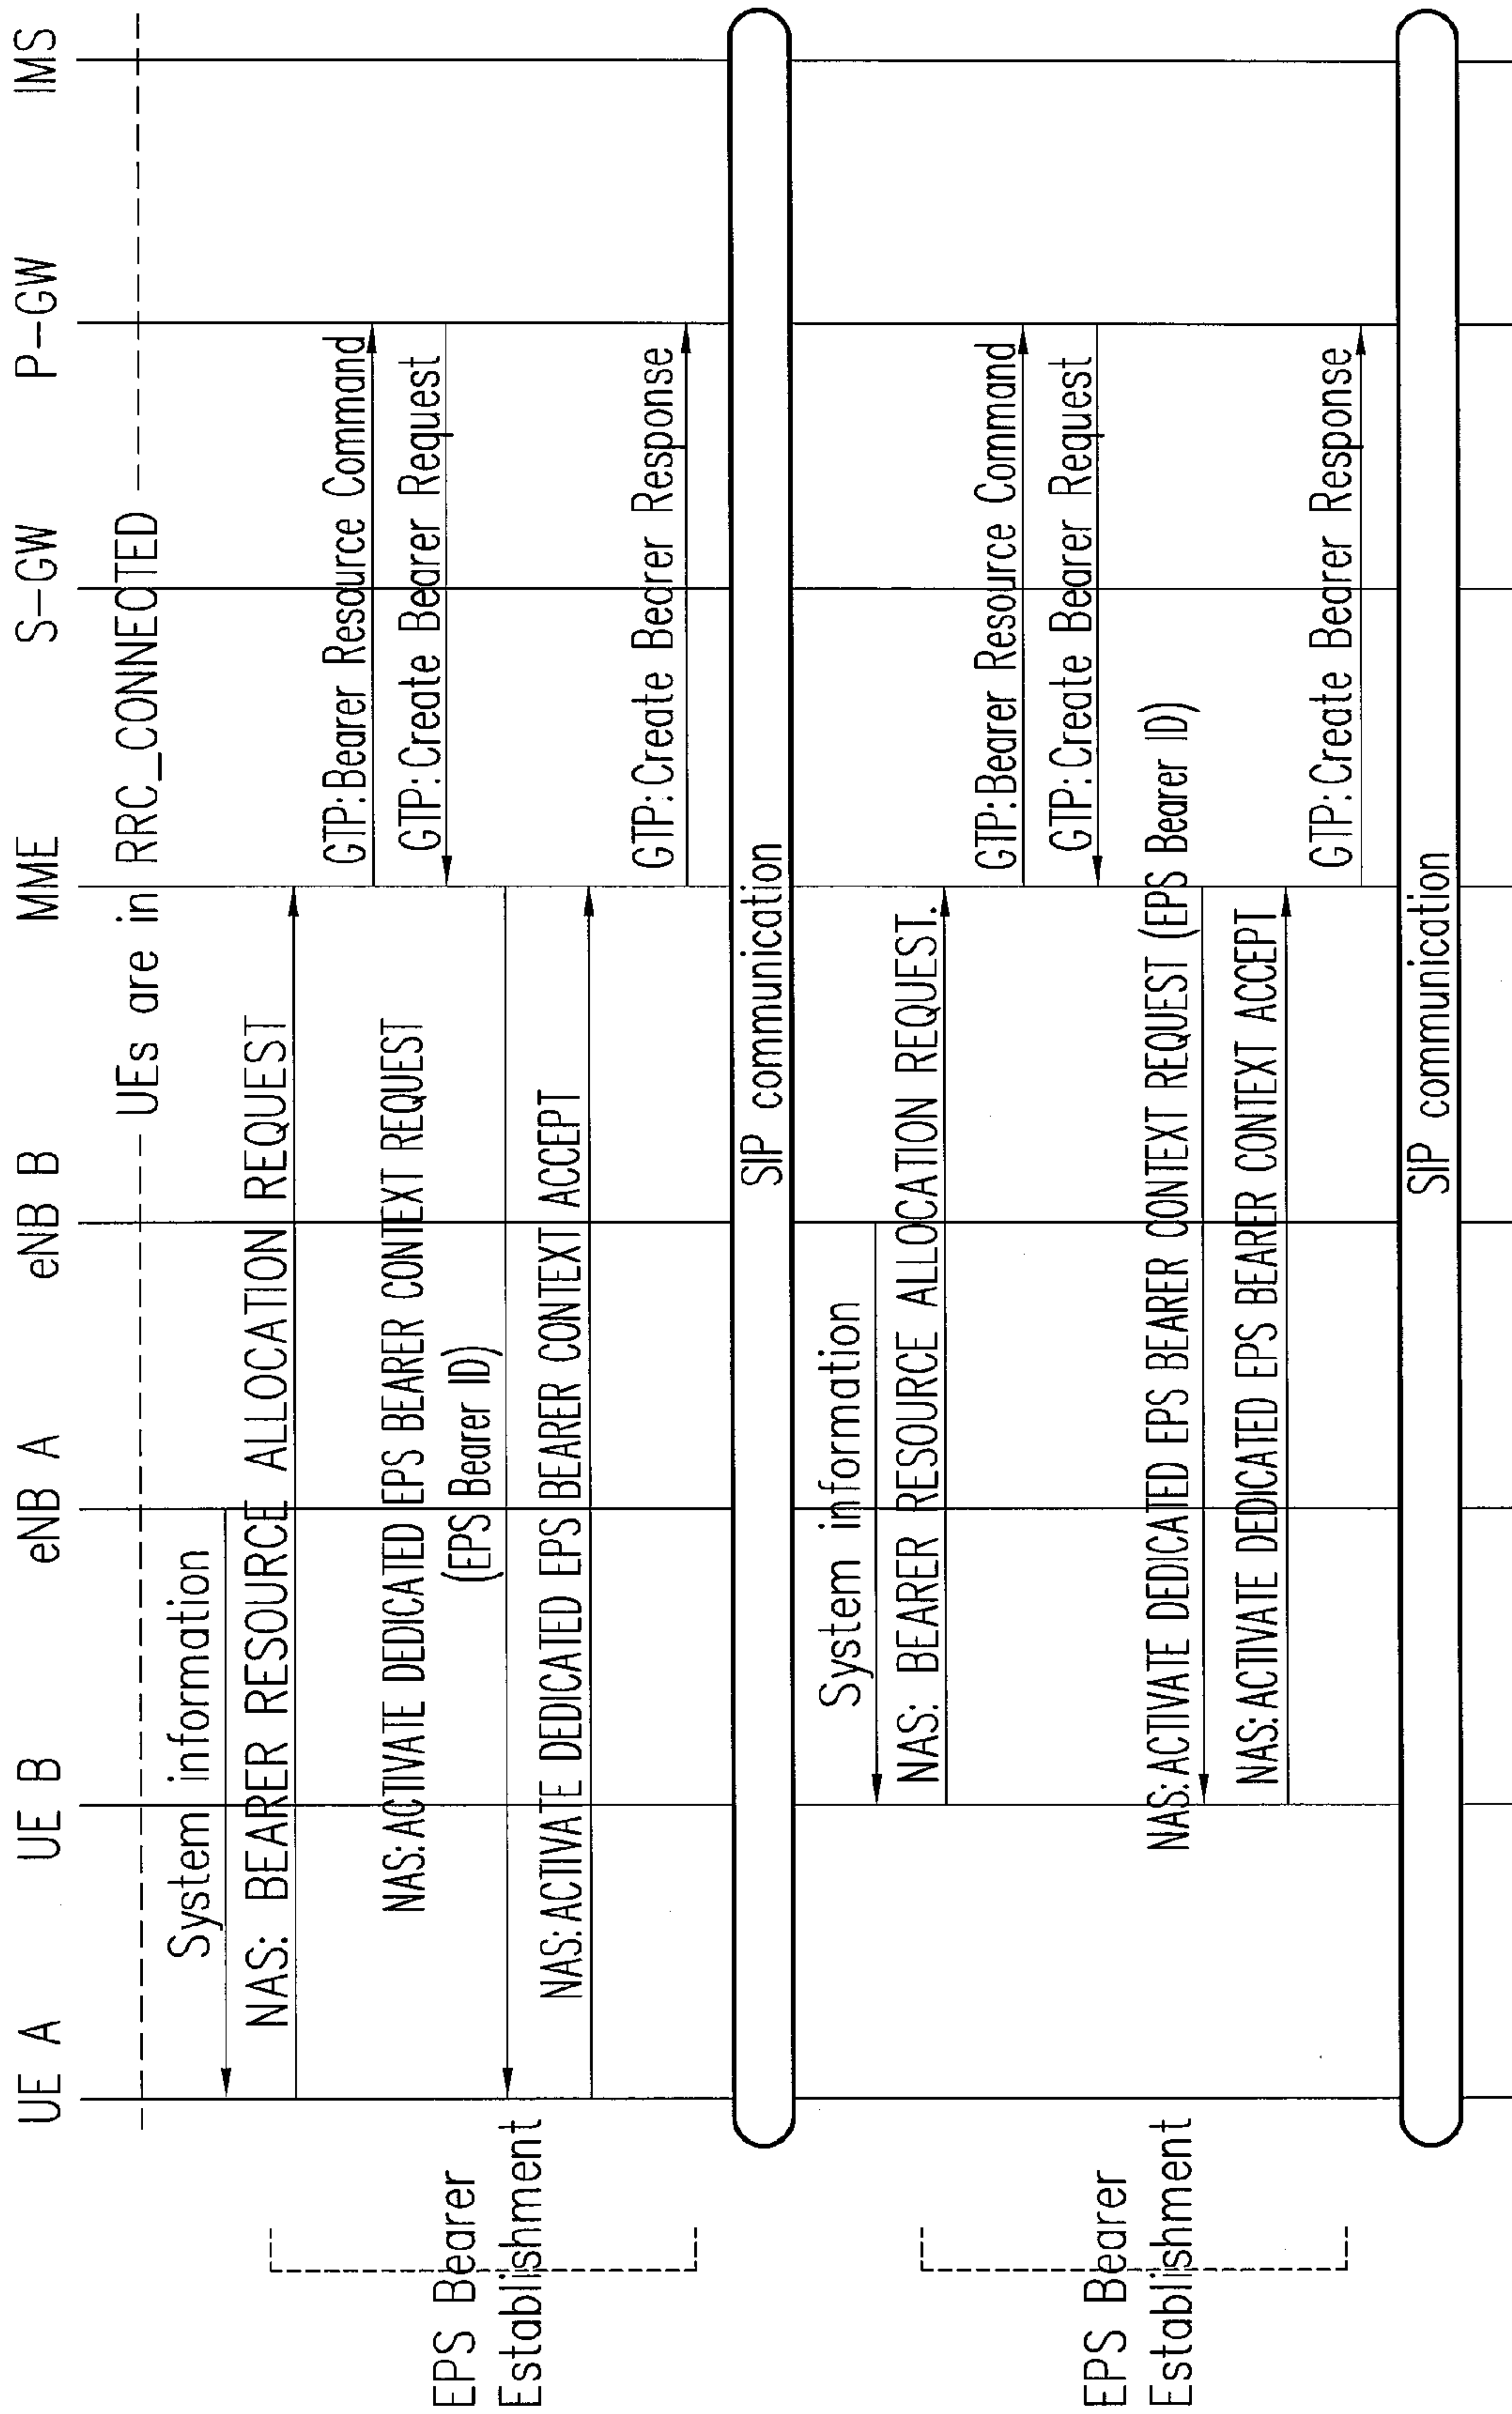 UE A
UE B
eNB A
eNB B
MME
S-GW
P-GW
IMS
UEs are in RRC_CONNEOTED
System information
NAS: BEARER RESOURCE ALLOCATION REQUEST
GTP:Bearer Resource Command
GTP:Create Bearer Request
NAS:ACTIVATE DEDICATED EPS BEARER CONTEXT REQUEST
(EPS Bearer ID)
NAS:ACTIVATE DEDICATED EPS BEARER CONTEXT ACCEPT
GTP:Create Bearer Response
EPS Bearer
Establishment
SIP communication
System information
NAS: BEARER RESOURCE ALLOCATION REQUEST.
GTP:Bearer Resource Command
GTP:Create Bearer Request
NAS:ACTIVATE DEDICATED EPS BEARER CONTEXT REQUEST (EPS Bearer ID)
NAS:ACTIVATE DEDICATED EPS BEARER CONTEXT ACCEPT
GTP:Create Bearer Response
EPS Bearer
Establishment
SIP communication